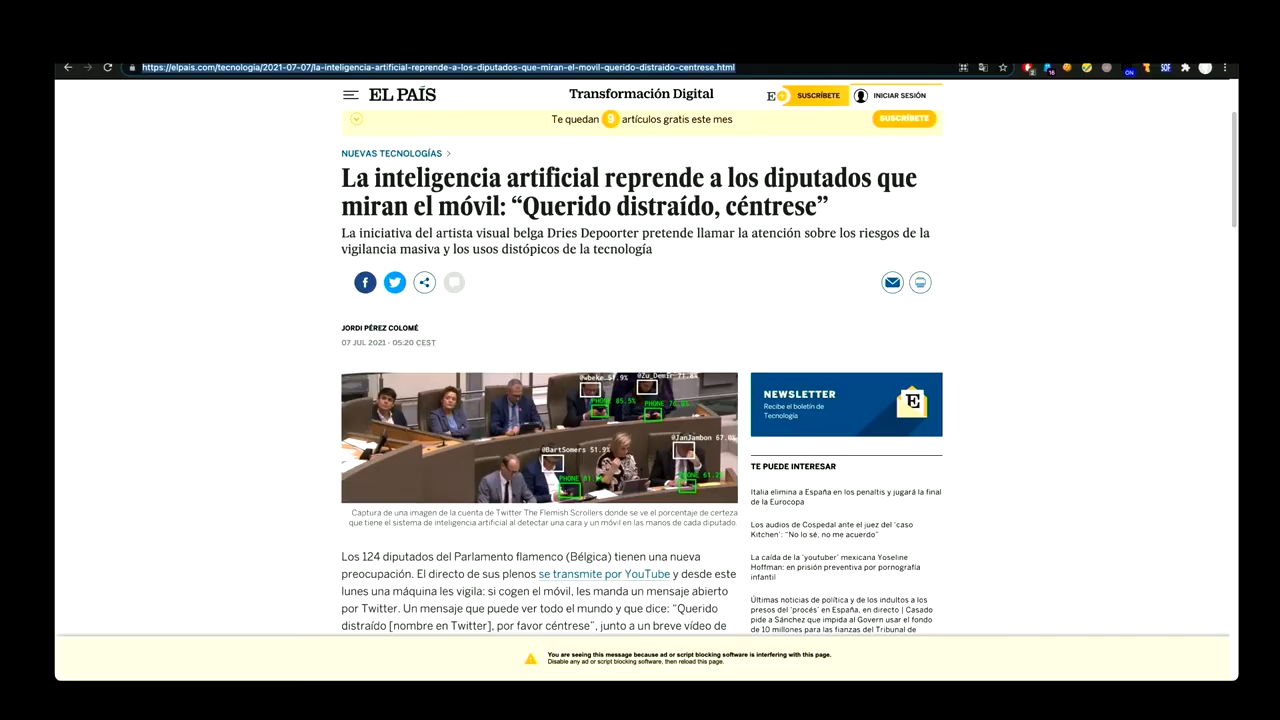 https://elpais.com/tecnologia/2021-07-07/la-inteligencia-artificial-reprende-a-los-diputados-que-miran-el-movil-querido-distraido-centrese.html
EL PAÍS
Transformación Digital
SUSCRÍBETE
INICIAR SESIÓN
Te quedan 9 artículos gratis este mes
SUSCRÍBETE
NUEVAS TECNOLOGÍAS >
La inteligencia artificial reprende a los diputados que
miran el móvil: “Querido distraído, céntrese”
La iniciativa del artista visual belga Dries Depoorter pretende llamar la atención sobre los riesgos de la
vigilancia masiva y los usos distópicos de la tecnología
JORDI PÉREZ COLOMÉ
07 JUL 2021 - 05:20 CEST
@wbeke 51.9%
@Zu_Demir
PHONE 85.5%
PHONE
@BartSomers 51.9%
@JanJambon 67.0%
PHONE
PHONE 61.2%
Captura de una imagen de la cuenta de Twitter The Flemish Scrollers donde se ve el porcentaje de certeza
que tiene el sistema de inteligencia artificial al detectar una cara y un móvil en las manos de cada diputado.
Los 124 diputados del Parlamento flamenco (Bélgica) tienen una nueva
preocupación. El directo de sus plenos se transmite por YouTube y desde este
lunes una máquina les vigila: si cogen el móvil, les manda un mensaje abierto
por Twitter. Un mensaje que puede ver todo el mundo y que dice: “Querido
distraído [nombre en Twitter], por favor céntrese”, junto a un breve vídeo de
NEWSLETTER
Recibe el boletín de
Tecnología
TE PUEDE INTERESAR
Italia elimina a España en los penaltis y jugará la final
de la Eurocopa
Los audios de Cospedal ante el juez del ‘caso
Kitchen’: “No lo sé, no me acuerdo”
La caída de la ‘youtuber’ mexicana Yoseline
Hoffman: en prisión preventiva por pornografía
infantil
Últimas noticias de política y de los indultos a los
presos del ‘procés’ en España, en directo | Casado
pide a Sánchez que impida al Govern usar el fondo
de 10 millones para las fianzas del Tribunal de
You are seeing this message because ad or script blocking software is interfering with this page.
Disable any ad or script blocking software, then reload this page.